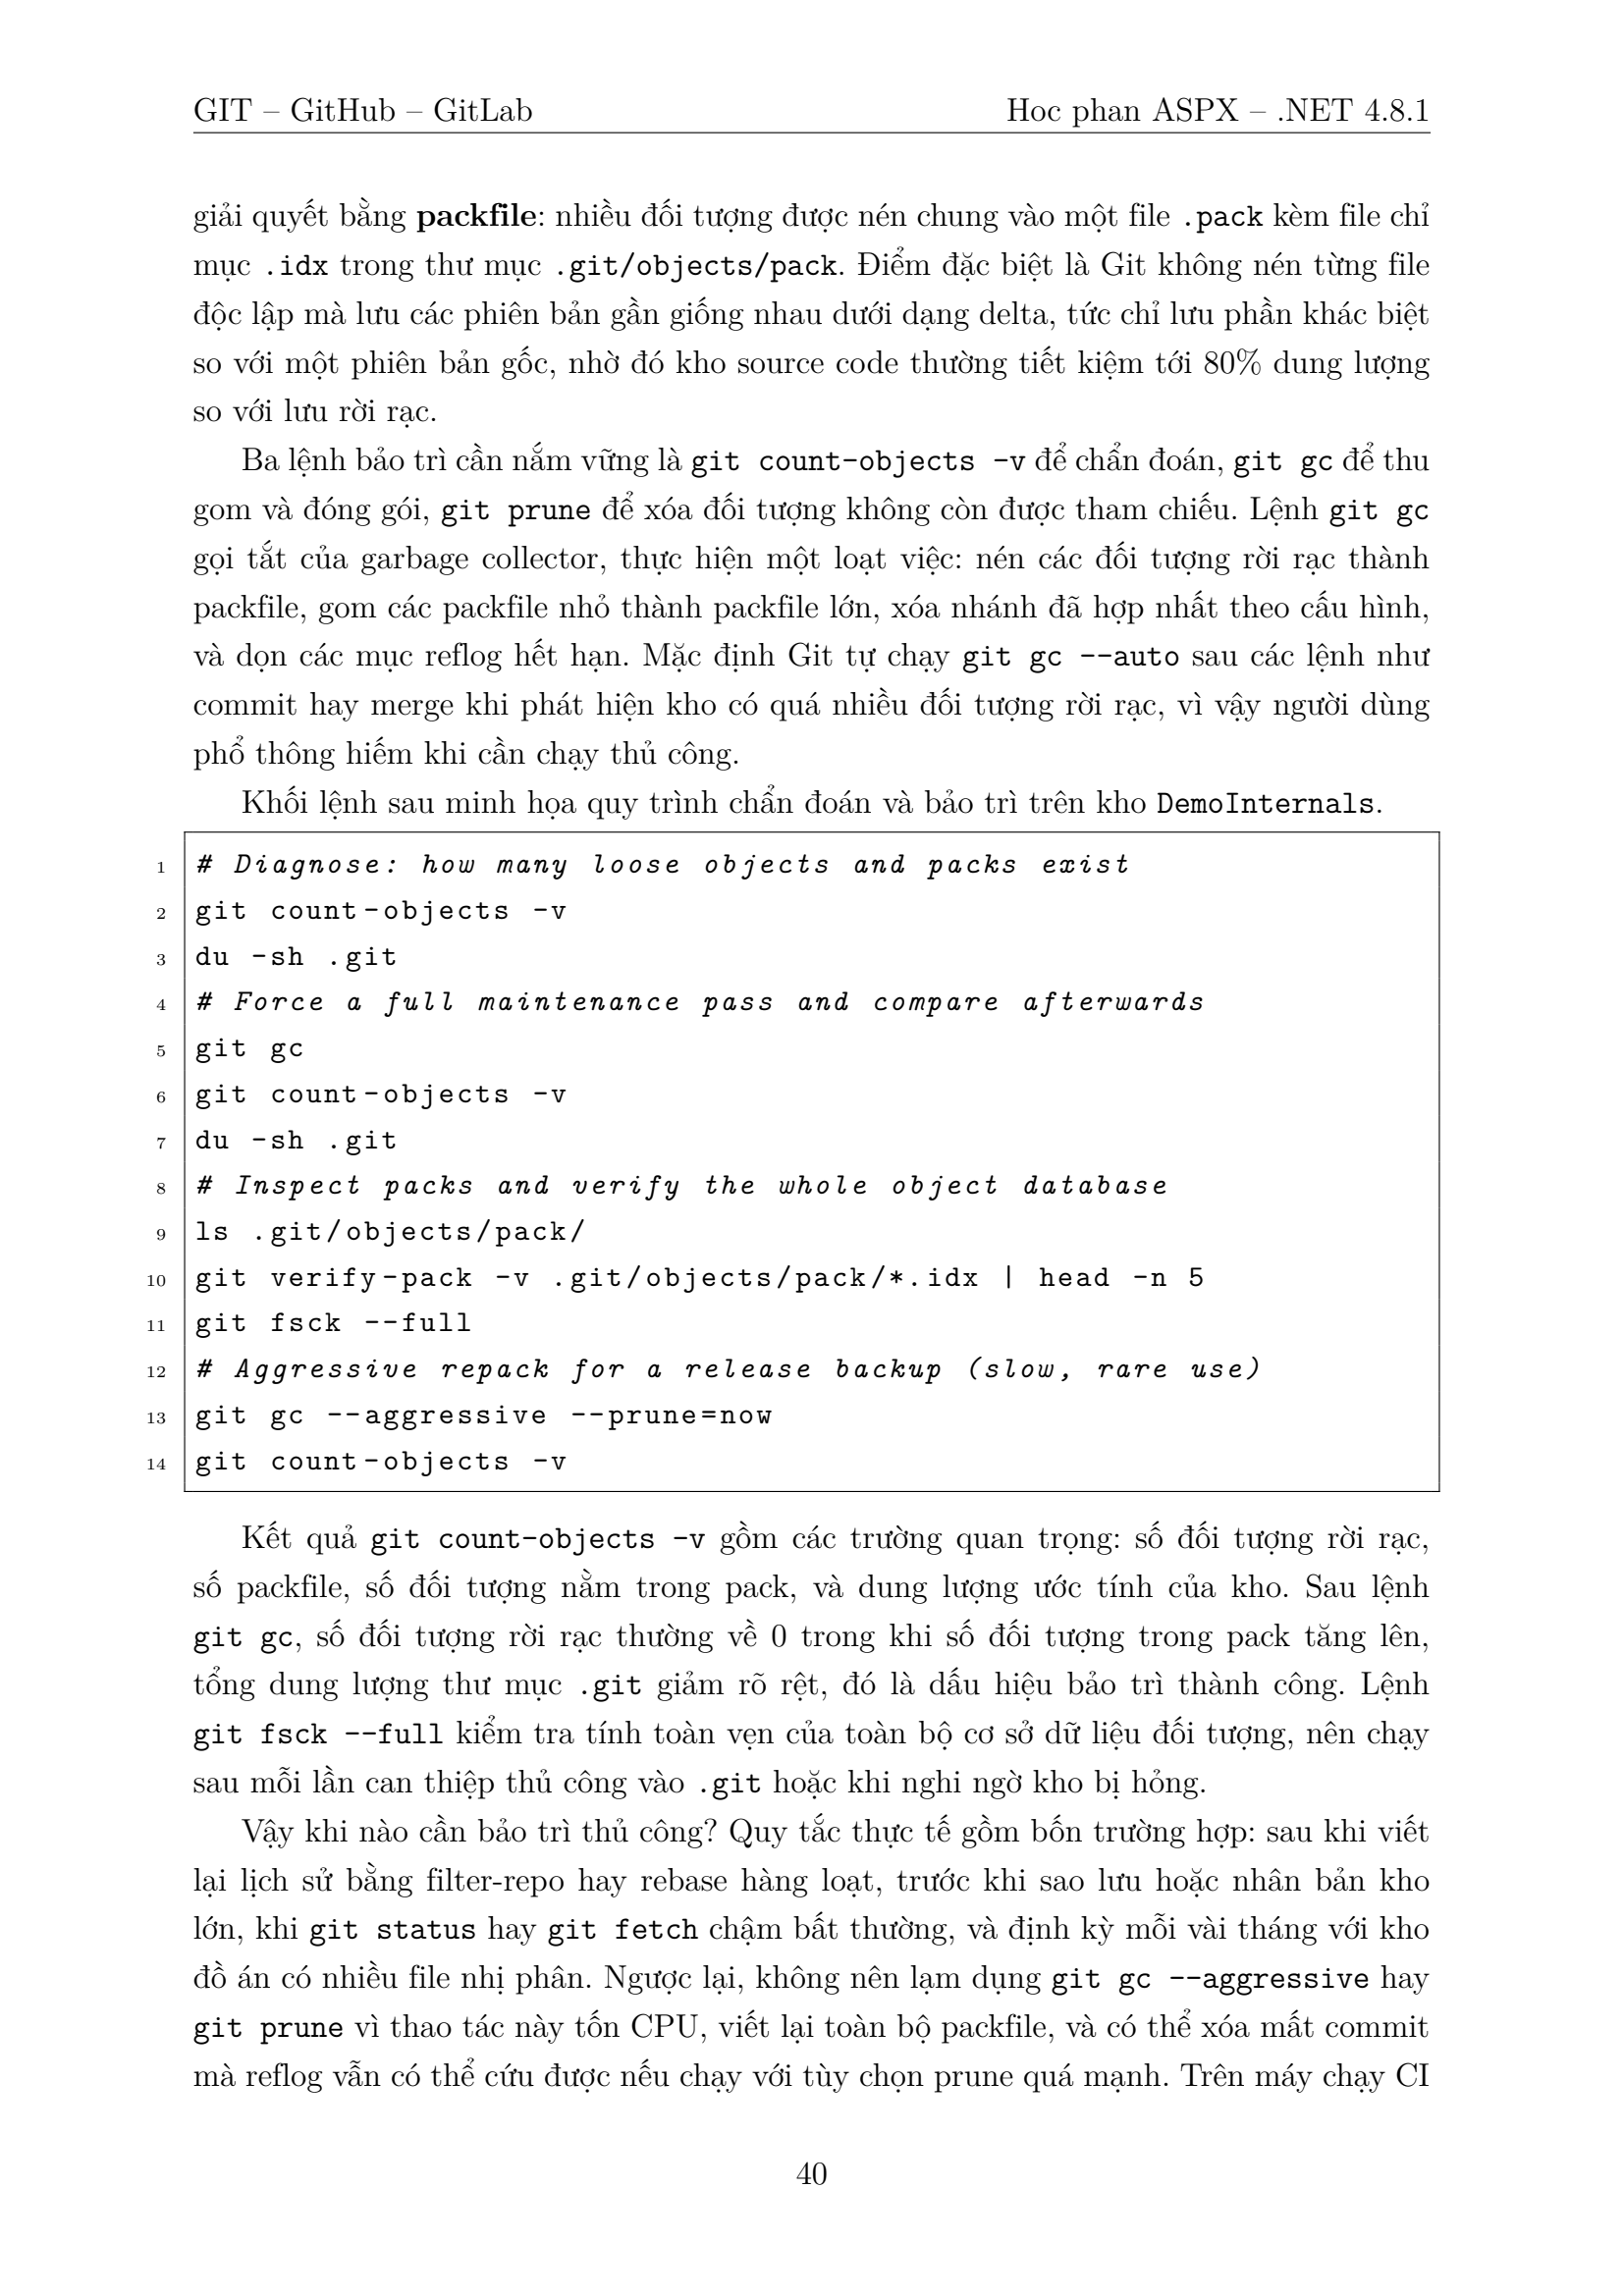 GIT – GitHub – GitLab
Hoc phan ASPX – .NET 4.8.1
giải quyết bằng packfile: nhiều đối tượng được nén chung vào một file .pack kèm file chỉ
mục .idx trong thư mục .git/objects/pack. Điểm đặc biệt là Git không nén từng file
độc lập mà lưu các phiên bản gần giống nhau dưới dạng delta, tức chỉ lưu phần khác biệt
so với một phiên bản gốc, nhờ đó kho source code thường tiết kiệm tới 80% dung lượng
so với lưu rời rạc.
Ba lệnh bảo trì cần nắm vững là git count-objects -v để chẩn đoán, git gc để thu
gom và đóng gói, git prune để xóa đối tượng không còn được tham chiếu. Lệnh git gc
gọi tắt của garbage collector, thực hiện một loạt việc: nén các đối tượng rời rạc thành
packfile, gom các packfile nhỏ thành packfile lớn, xóa nhánh đã hợp nhất theo cấu hình,
và dọn các mục reflog hết hạn. Mặc định Git tự chạy git gc --auto sau các lệnh như
commit hay merge khi phát hiện kho có quá nhiều đối tượng rời rạc, vì vậy người dùng
phổ thông hiếm khi cần chạy thủ công.
Khối lệnh sau minh họa quy trình chẩn đoán và bảo trì trên kho DemoInternals.
1 # Diagnose: how many loose objects and packs exist
2 git count-objects -v
3 du -sh .git
4 # Force a full maintenance pass and compare afterwards
5 git gc
6 git count-objects -v
7 du -sh .git
8 # Inspect packs and verify the whole object database
9 ls .git/objects/pack/
10 git verify-pack -v .git/objects/pack/*.idx | head -n 5
11 git fsck --full
12 # Aggressive repack for a release backup (slow, rare use)
13 git gc --aggressive --prune=now
14 git count-objects -v
Kết quả git count-objects -v gồm các trường quan trọng: số đối tượng rời rạc,
số packfile, số đối tượng nằm trong pack, và dung lượng ước tính của kho. Sau lệnh
git gc, số đối tượng rời rạc thường về 0 trong khi số đối tượng trong pack tăng lên,
tổng dung lượng thư mục .git giảm rõ rệt, đó là dấu hiệu bảo trì thành công. Lệnh
git fsck --full kiểm tra tính toàn vẹn của toàn bộ cơ sở dữ liệu đối tượng, nên chạy
sau mỗi lần can thiệp thủ công vào .git hoặc khi nghi ngờ kho bị hỏng.
Vậy khi nào cần bảo trì thủ công? Quy tắc thực tế gồm bốn trường hợp: sau khi viết
lại lịch sử bằng filter-repo hay rebase hàng loạt, trước khi sao lưu hoặc nhân bản kho
lớn, khi git status hay git fetch chậm bất thường, và định kỳ mỗi vài tháng với kho
đồ án có nhiều file nhị phân. Ngược lại, không nên lạm dụng git gc --aggressive hay
git prune vì thao tác này tốn CPU, viết lại toàn bộ packfile, và có thể xóa mất commit
mà reflog vẫn có thể cứu được nếu chạy với tùy chọn prune quá mạnh. Trên máy chạy CI
40